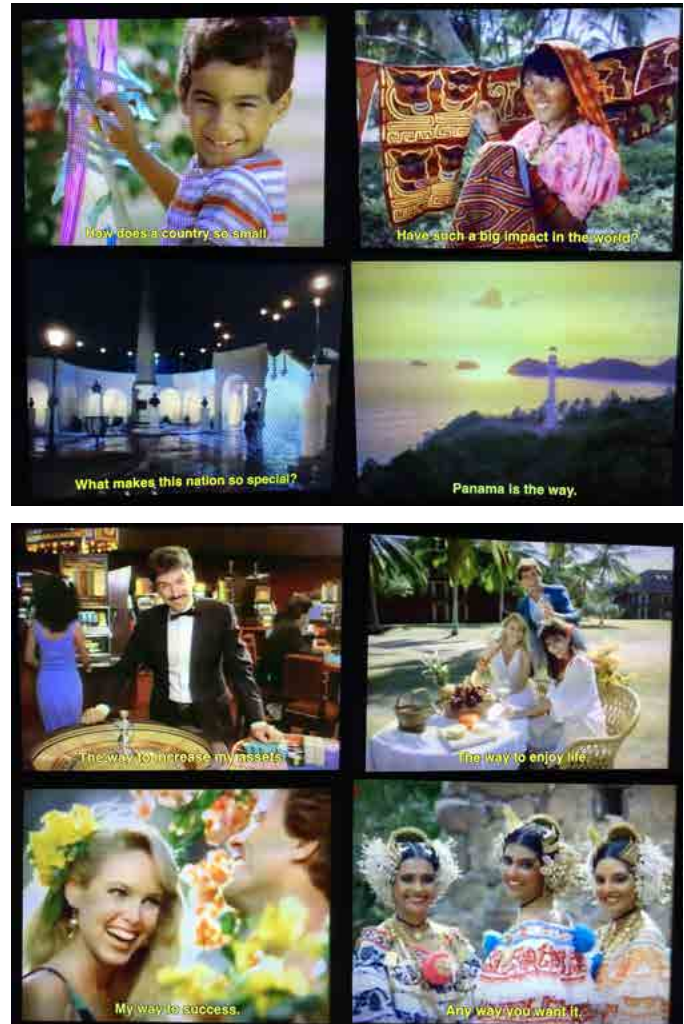 How does a country so small
Have such a big impact in the world?
What makes this nation so special?
Panama is the way.
The way to increase my assets.
The way to enjoy life.
My way to success.
Any way you want it.